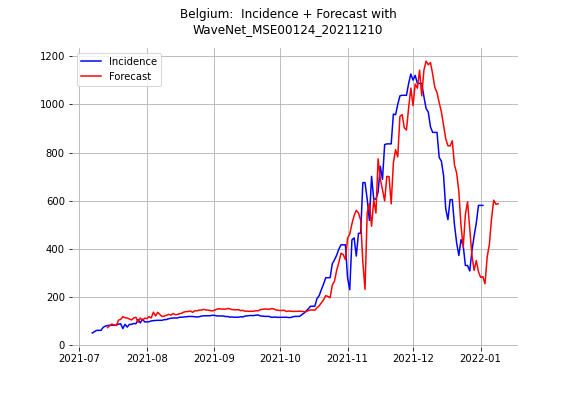 Belgium:  Incidence + Forecast with
WaveNet_MSE00124_20211210
Incidence
Forecast
1200
1000
800
600
400
200
0
2021-07 2021-08 2021-09 2021-10 2021-11 2021-12 2022-01